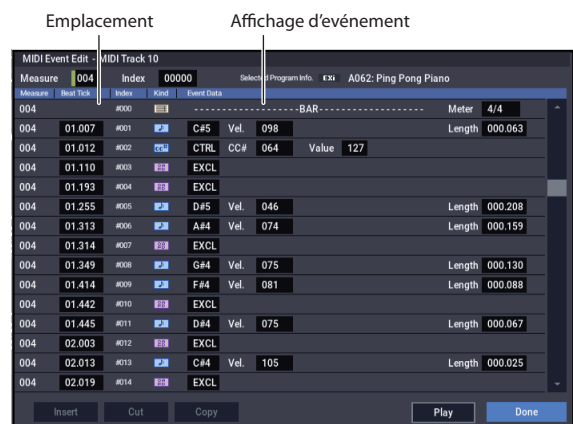 Emplacement Affichage d'evénement
MIDI Event Edit - MIDI Track 10
Measure 004 Index 00000 Selected Program Info. EXi A062: Ping Pong Piano
Measure Beat Tick Index Kind Event Data
004 #000 ------------------BAR------------------ Meter 4/4
004 01.007 #001 C#5 Vel. 098 Length 000.063
004 01.012 #002 CTRL CC# 064 Value 127
004 01.110 #003 EXCL
004 01.193 #004 EXCL
004 01.255 #005 D#5 Vel. 046 Length 000.208
004 01.313 #006 A#4 Vel. 074 Length 000.159
004 01.314 #007 EXCL
004 01.349 #008 G#4 Vel. 075 Length 000.130
004 01.414 #009 F#4 Vel. 081 Length 000.088
004 01.442 #010 EXCL
004 01.445 #011 D#4 Vel. 075 Length 000.067
004 02.003 #012 EXCL
004 02.013 #013 C#4 Vel. 105 Length 000.025
004 02.019 #014 EXCL
Insert Cut Copy Play Done